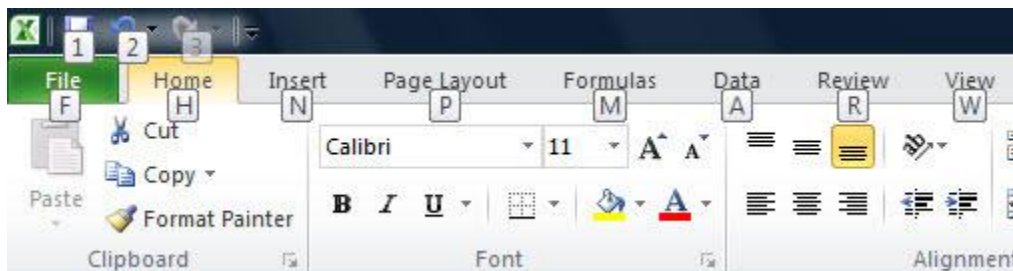 X
1 2 3
File Home Insert Page Layout Formulas Data Review View
F H N P M A R W
Cut
Calibri 11 A A
Copy
Paste
B I U A
Format Painter
Clipboard Font Alignmen